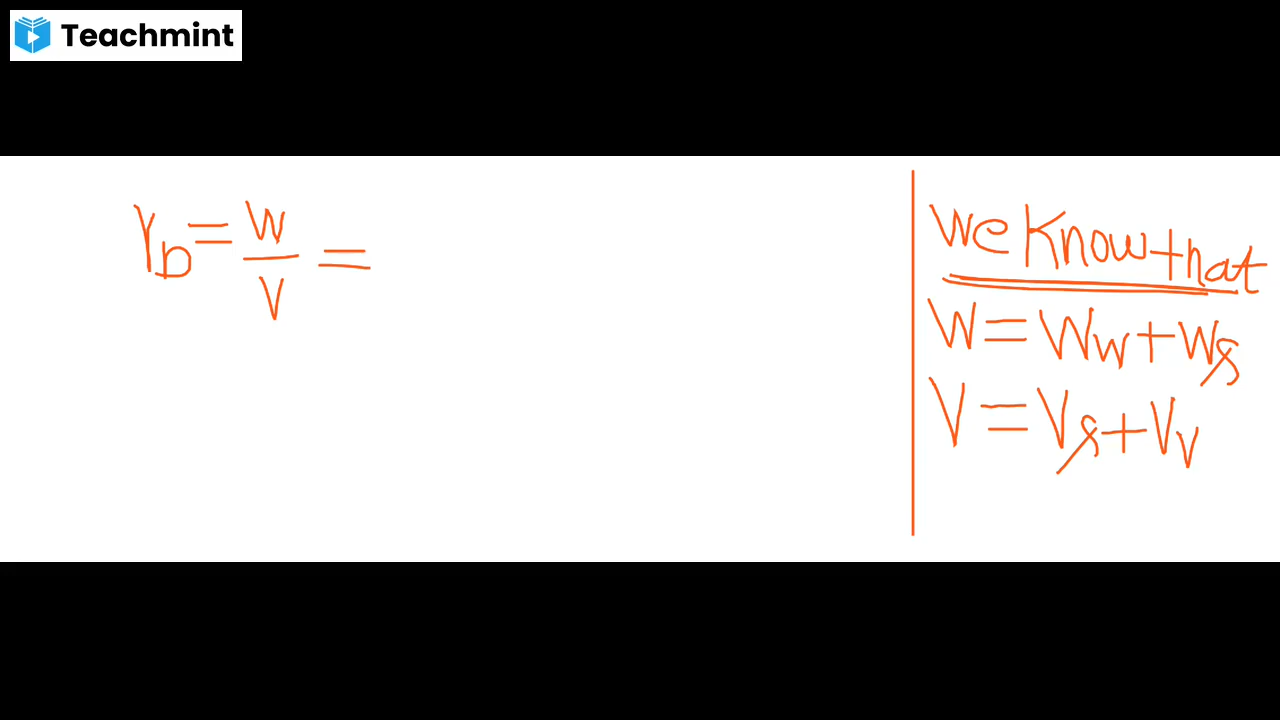 Teachmint
γb = W/V =
We Know that
W = Ww + Ws
V = Vs + Vv